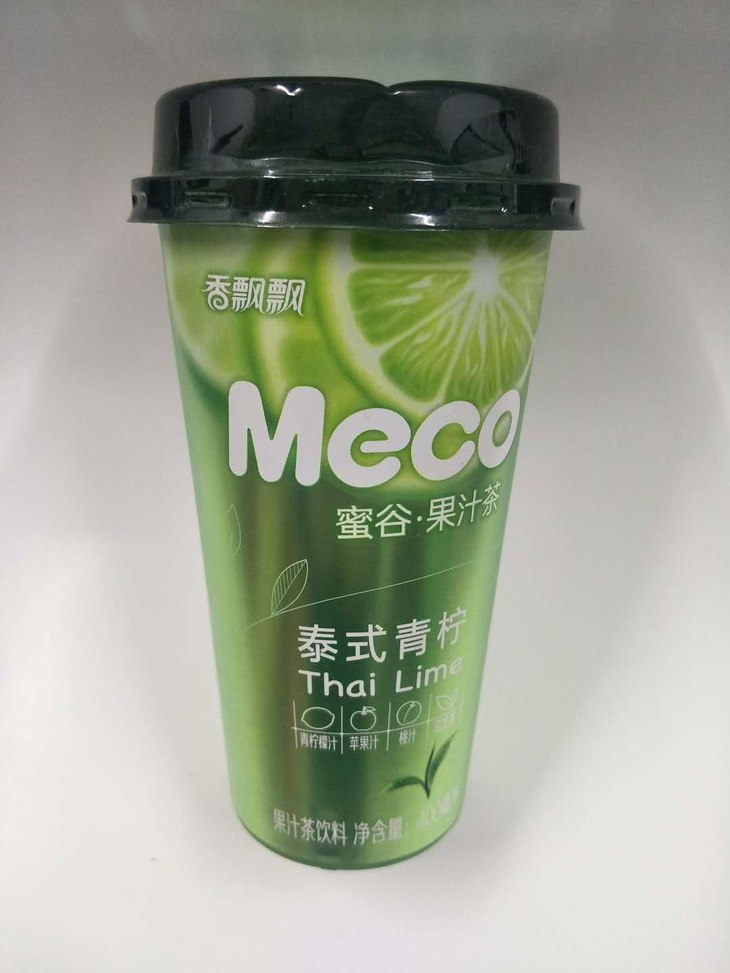 香飘飘
Meco
蜜谷·果汁茶
泰式青柠
Thai Lime
青柠檬汁 苹果汁 桃汁
果汁茶饮料 净含量: